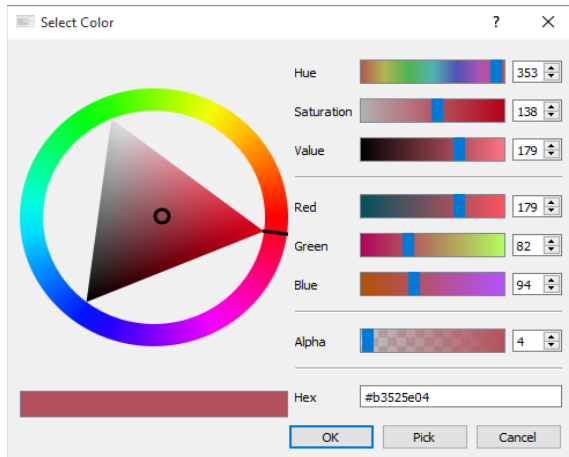 Select Color
?
Hue 353
Saturation 138
Value 179
Red 179
Green 82
Blue 94
Alpha 4
Hex #b3525e04
OK Pick Cancel